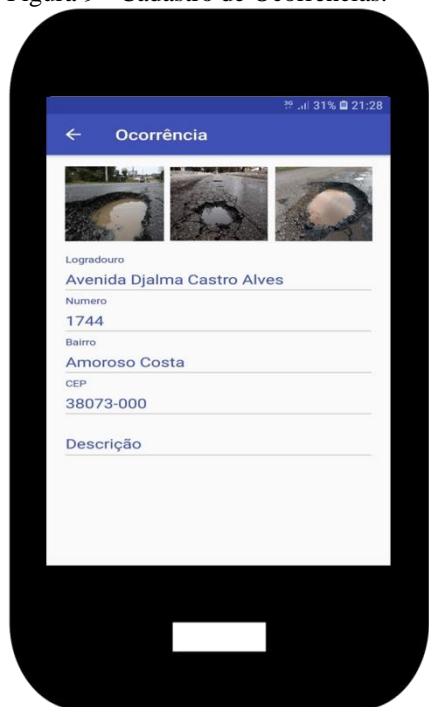 Figura 9 – Cadastro de Ocorrências.
3G 31% 21:28
Ocorrência
Logradouro
Avenida Djalma Castro Alves
Numero
1744
Bairro
Amoroso Costa
CEP
38073-000
Descrição